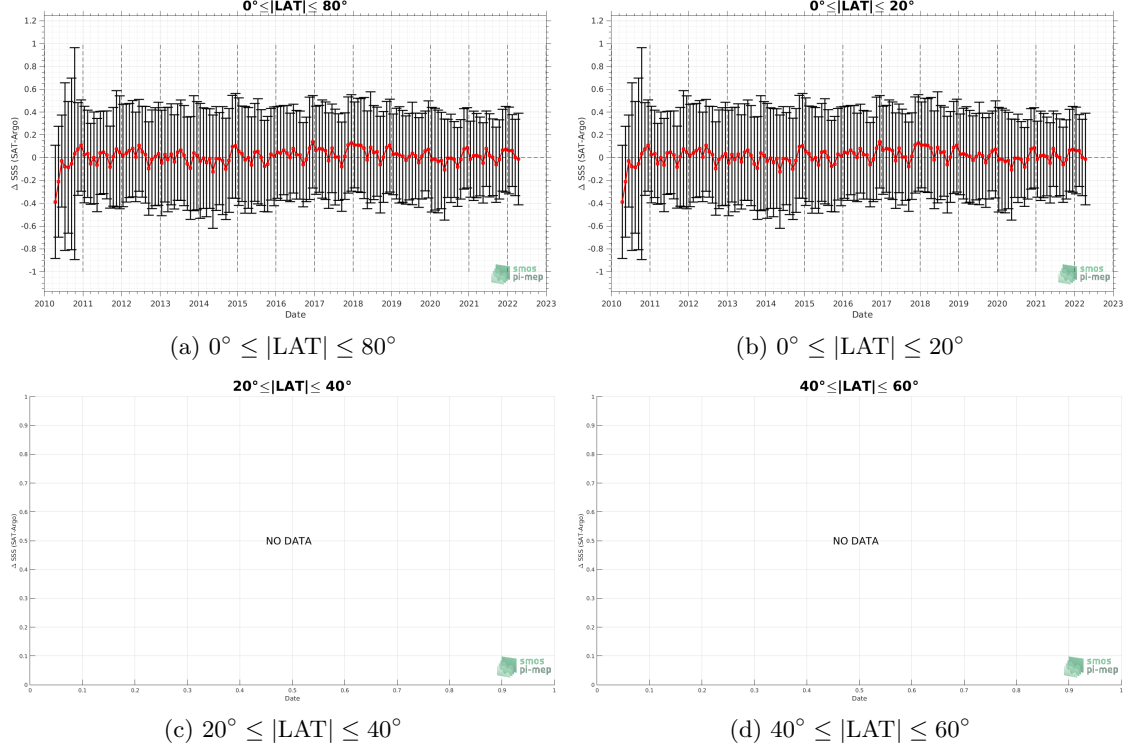 0°≤|LAT|≤ 80°
1.2
1
0.8
0.6
0.4
0.2
0
-0.2
-0.4
-0.6
-0.8
-1
Δ SSS (SAT-Argo)
2010 2011 2012 2013 2014 2015 2016 2017 2018 2019 2020 2021 2022 2023
Date
smos
pi-mep
(a) 0° ≤ |LAT| ≤ 80°
0°≤|LAT|≤ 20°
1.2
1
0.8
0.6
0.4
0.2
0
-0.2
-0.4
-0.6
-0.8
-1
Δ SSS (SAT-Argo)
2010 2011 2012 2013 2014 2015 2016 2017 2018 2019 2020 2021 2022 2023
Date
smos
pi-mep
(b) 0° ≤ |LAT| ≤ 20°
20°≤|LAT|≤ 40°
1
0.9
0.8
0.7
0.6
0.5
0.4
0.3
0.2
0.1
0
Δ SSS (SAT-Argo)
NO DATA
0 0.1 0.2 0.3 0.4 0.5 0.6 0.7 0.8 0.9 1
Date
smos
pi-mep
(c) 20° ≤ |LAT| ≤ 40°
40°≤|LAT|≤ 60°
1
0.9
0.8
0.7
0.6
0.5
0.4
0.3
0.2
0.1
0
Δ SSS (SAT-Argo)
NO DATA
0 0.1 0.2 0.3 0.4 0.5 0.6 0.7 0.8 0.9 1
Date
smos
pi-mep
(d) 40° ≤ |LAT| ≤ 60°